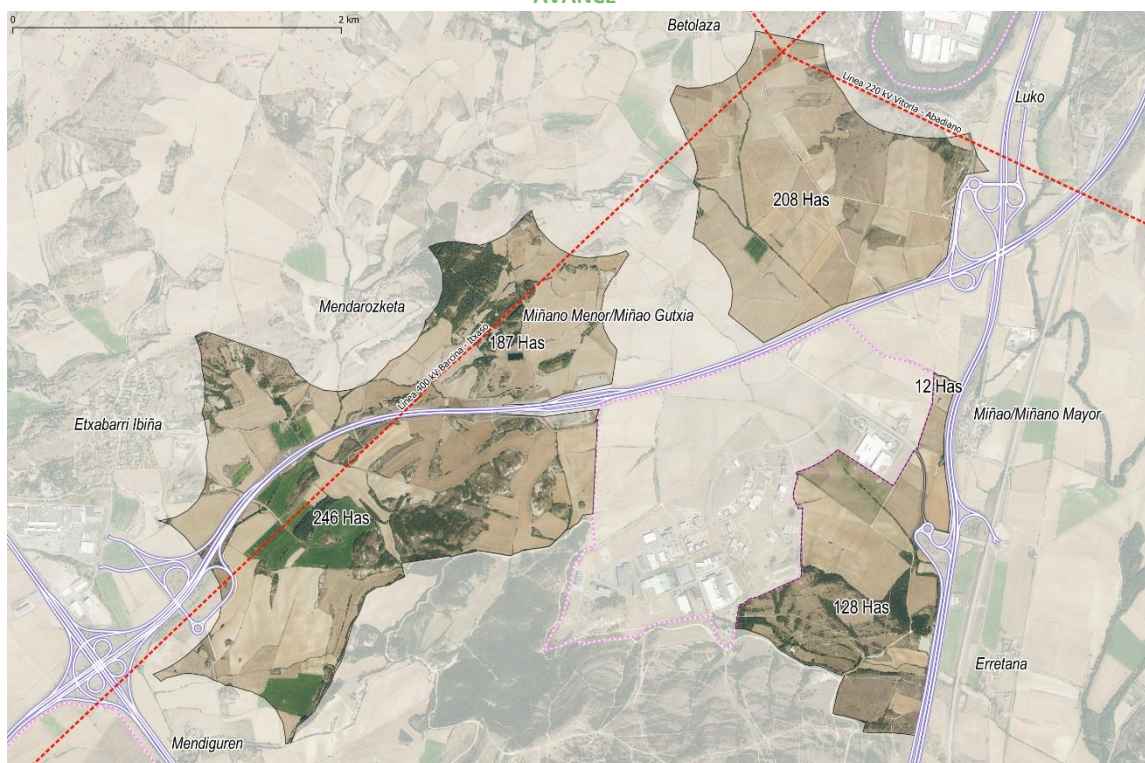 AVANCE
0
2 km
Betolaza
Línea 220 kV Vitoria - Abadiano
Luko
208 Has
Mendarozketa
Miñano Menor/Miñao Gutxia
187 Has
Línea 400 kV Barcina - Itxaso
12 Has
Miñao/Miñano Mayor
Etxabarri Ibiña
246 Has
128 Has
Erretana
Mendiguren